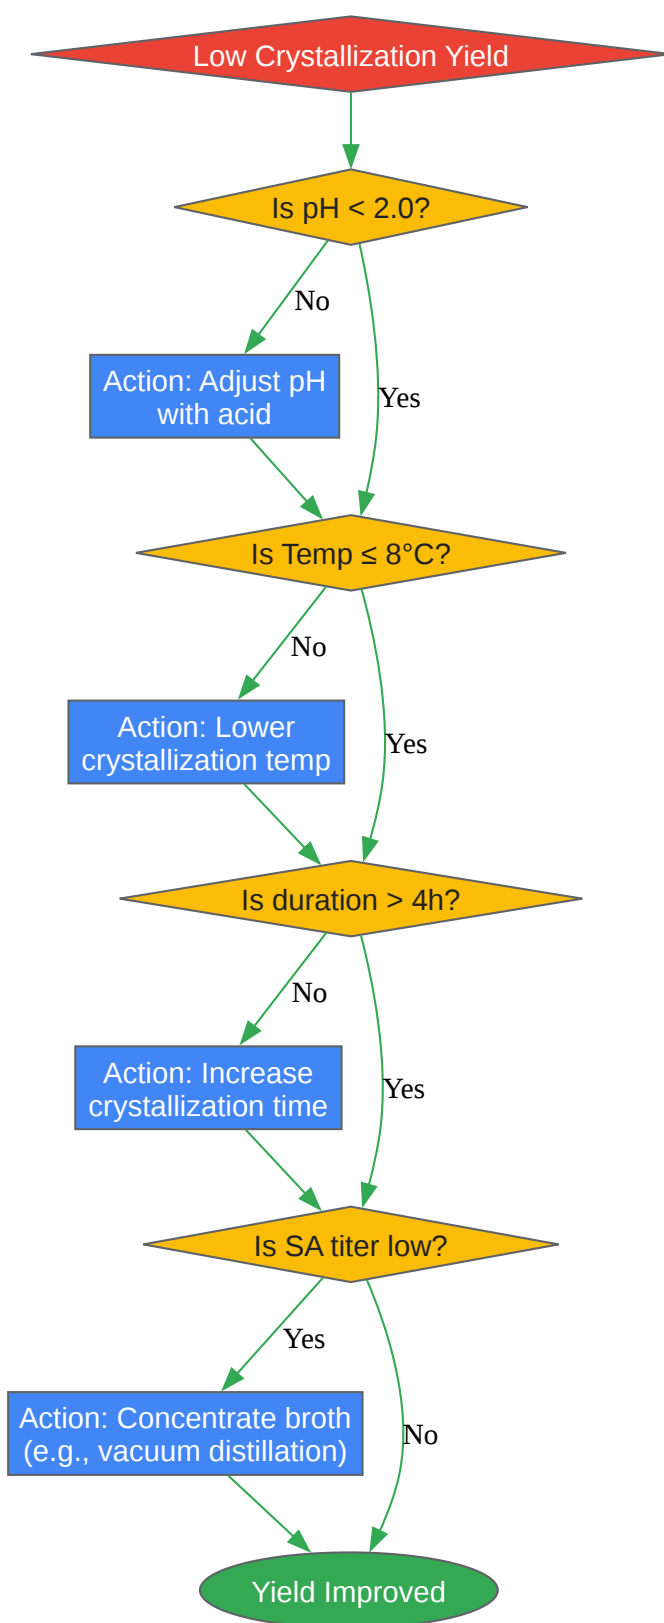 Low Crystallization Yield
Is pH < 2.0?
No
Action: Adjust pH
with acid
Yes
Is Temp ≤ 8°C?
No
Action: Lower
crystallization temp
Yes
Is duration > 4h?
No
Action: Increase
crystallization time
Yes
Is SA titer low?
Yes
Action: Concentrate broth
(e.g., vacuum distillation)
No
Yield Improved